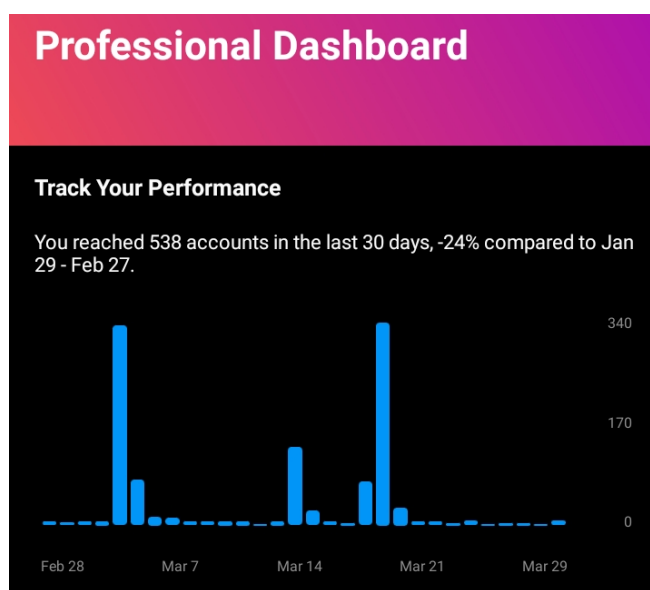 Professional Dashboard
Track Your Performance
You reached 538 accounts in the last 30 days, -24% compared to Jan
29 - Feb 27.
340
170
0
Feb 28 Mar 7 Mar 14 Mar 21 Mar 29